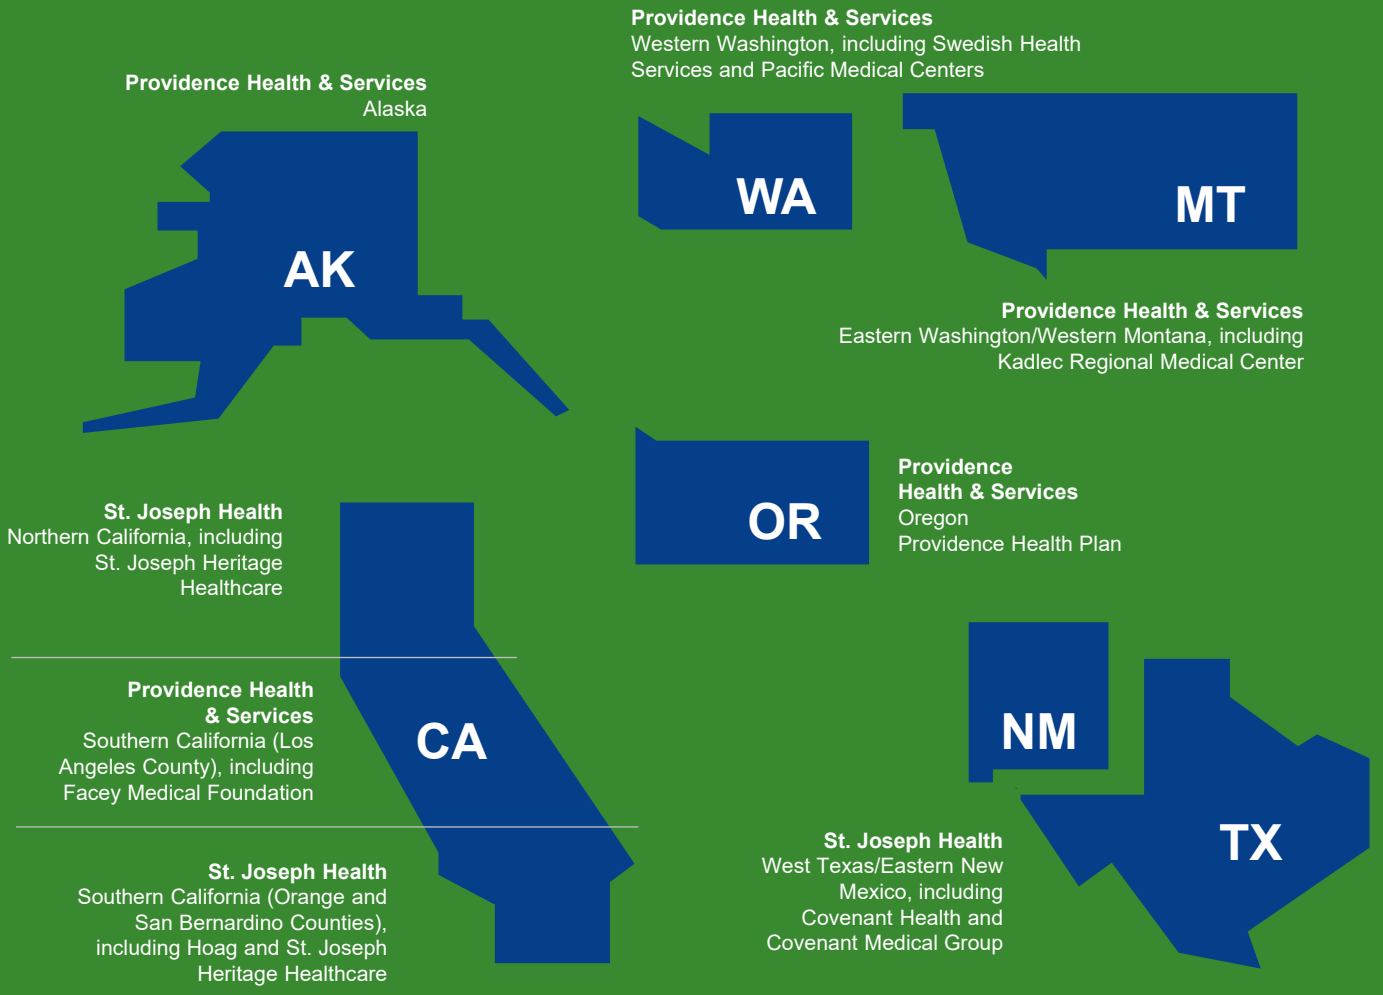 Providence Health & Services
Western Washington, including Swedish Health
Services and Pacific Medical Centers
Providence Health & Services
Alaska
WA
MT
AK
Providence Health & Services
Eastern Washington/Western Montana, including
Kadlec Regional Medical Center
Providence
Health & Services
Oregon
Providence Health Plan
OR
St. Joseph Health
Northern California, including
St. Joseph Heritage
Healthcare
Providence Health
& Services
Southern California (Los
Angeles County), including
Facey Medical Foundation
CA
NM
TX
St. Joseph Health
West Texas/Eastern New
Mexico, including
Covenant Health and
Covenant Medical Group
St. Joseph Health
Southern California (Orange and
San Bernardino Counties),
including Hoag and St. Joseph
Heritage Healthcare